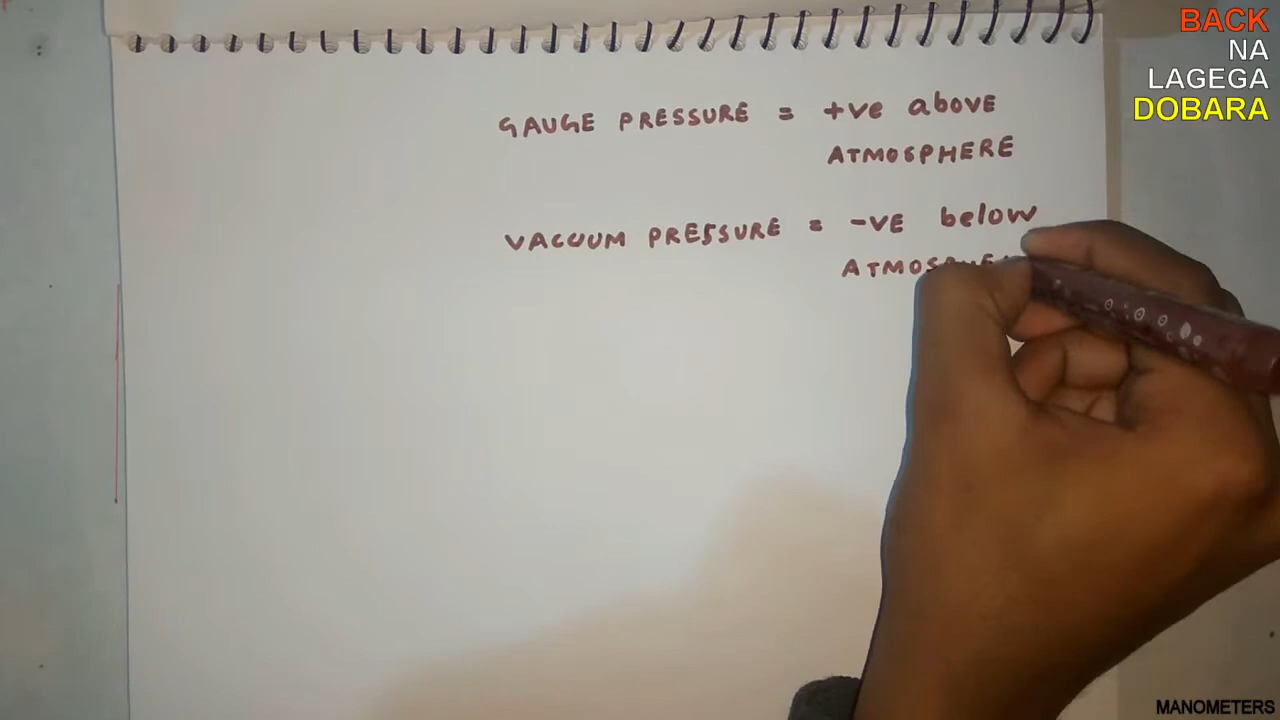 BACK
NA
LAGEGA
DOBARA
GAUGE PRESSURE = +ve above
ATMOSPHERE
VACUUM PRESSURE = -VE below
MANOMETERS